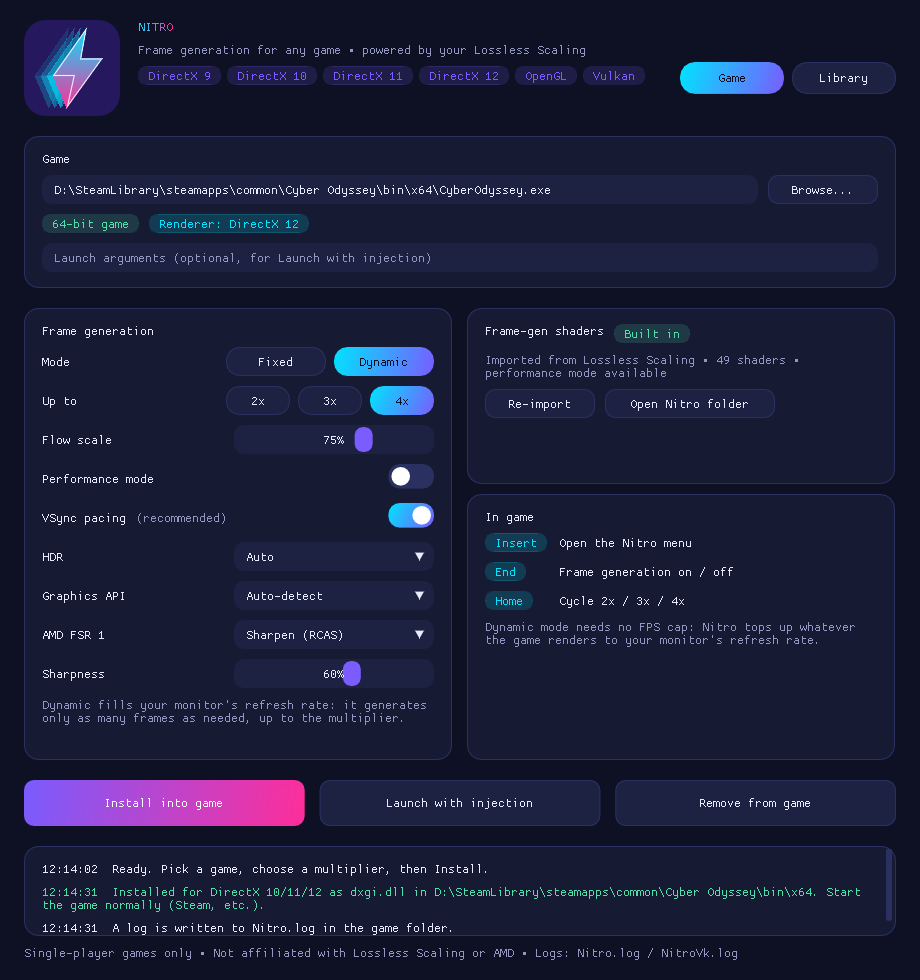 NITRO
Frame generation for any game • powered by your Lossless Scaling
DirectX 9 DirectX 10 DirectX 11 DirectX 12 OpenGL Vulkan
Game Library
Game
D:\SteamLibrary\steamapps\common\Cyber Odyssey\bin\x64\CyberOdyssey.exe
Browse...
64-bit game Renderer: DirectX 12
Launch arguments (optional, for Launch with injection)
Frame generation
Mode Fixed Dynamic
Up to 2x 3x 4x
Flow scale 75%
Performance mode
VSync pacing (recommended)
HDR Auto
Graphics API Auto-detect
AMD FSR 1 Sharpen (RCAS)
Sharpness 60%
Dynamic fills your monitor's refresh rate: it generates
only as many frames as needed, up to the multiplier.
Frame-gen shaders Built in
Imported from Lossless Scaling • 49 shaders •
performance mode available
Re-import Open Nitro folder
In game
Insert Open the Nitro menu
End Frame generation on / off
Home Cycle 2x / 3x / 4x
Dynamic mode needs no FPS cap: Nitro tops up whatever
the game renders to your monitor's refresh rate.
Install into game Launch with injection Remove from game
12:14:02 Ready. Pick a game, choose a multiplier, then Install.
12:14:31 Installed for DirectX 10/11/12 as dxgi.dll in D:\SteamLibrary\steamapps\common\Cyber Odyssey\bin\x64. Start
the game normally (Steam, etc.).
12:14:31 A log is written to Nitro.log in the game folder.
Single-player games only • Not affiliated with Lossless Scaling or AMD • Logs: Nitro.log / NitroVk.log